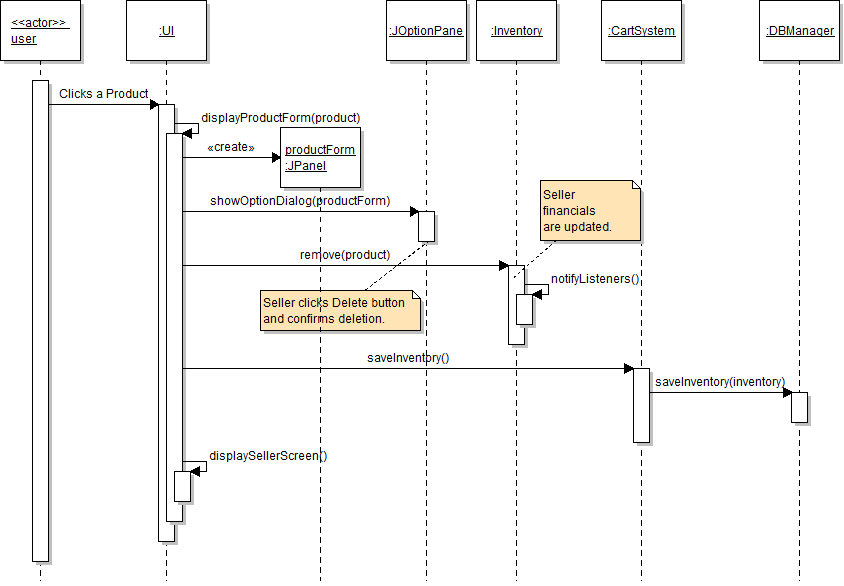 <<actor>>
user
:UI
:JOptionPane
:Inventory
:CartSystem
:DBManager
Clicks a Product
displayProductForm(product)
«create»
productForm
:JPanel
showOptionDialog(productForm)
Seller
financials
are updated.
remove(product)
notifyListeners()
Seller clicks Delete button
and confirms deletion.
saveInventory()
saveInventory(inventory)
displaySellerScreen()